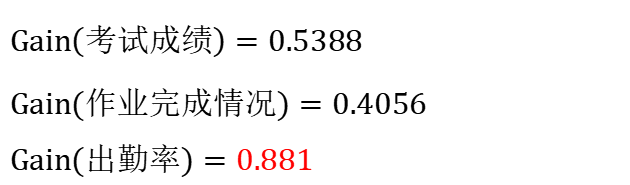 Gain(考试成绩) = 0.5388
Gain(作业完成情况) = 0.4056
Gain(出勤率) = 0.881